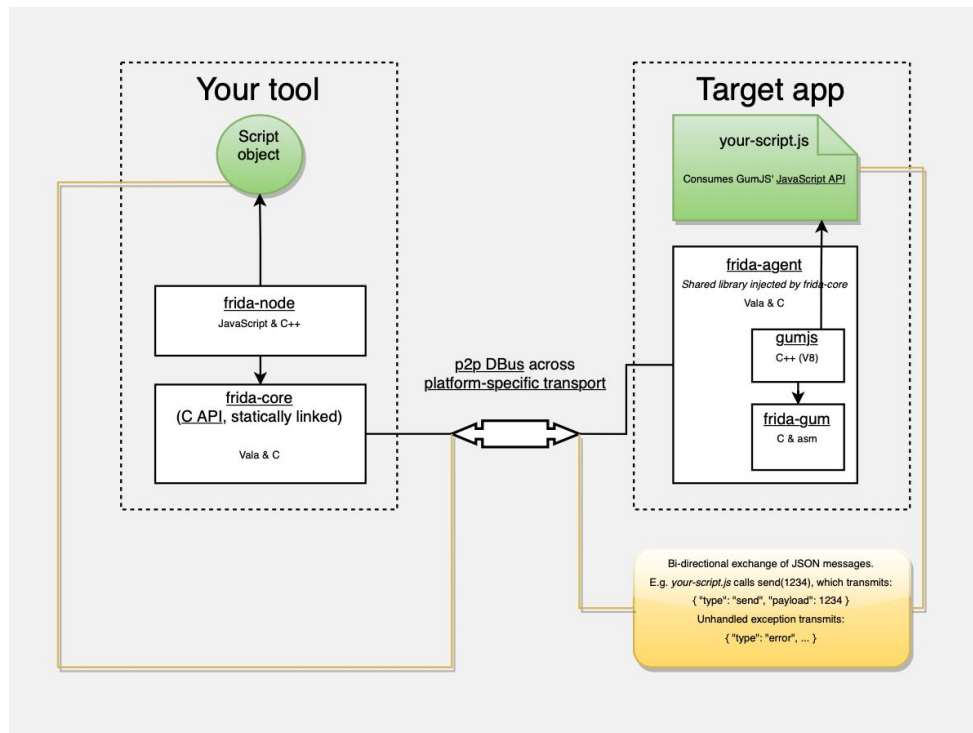 Your tool
Script
object
frida-node
JavaScript & C++
frida-core
(C API, statically linked)
Vala & C
p2p DBus across
platform-specific transport
Target app
your-script.js
Consumes GumJS' JavaScript API
frida-agent
Shared library injected by frida-core
Vala & C
gumjs
C++ (V8)
frida-gum
C & asm
Bi-directional exchange of JSON messages.
E.g. your-script.js calls send(1234), which transmits:
{ "type": "send", "payload": 1234 }
Unhandled exception transmits:
{ "type": "error", ... }